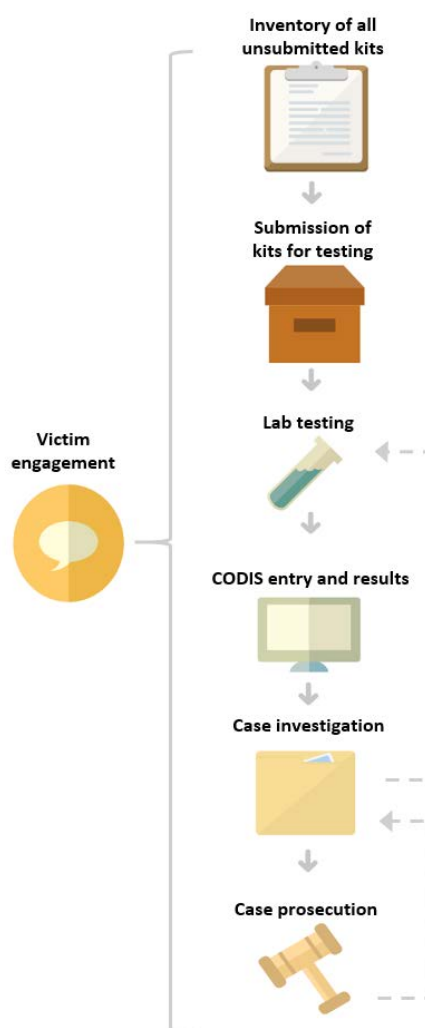 Inventory of all
unsubmitted kits
Submission of
kits for testing
Lab testing
Victim
engagement
CODIS entry and results
Case investigation
Case prosecution